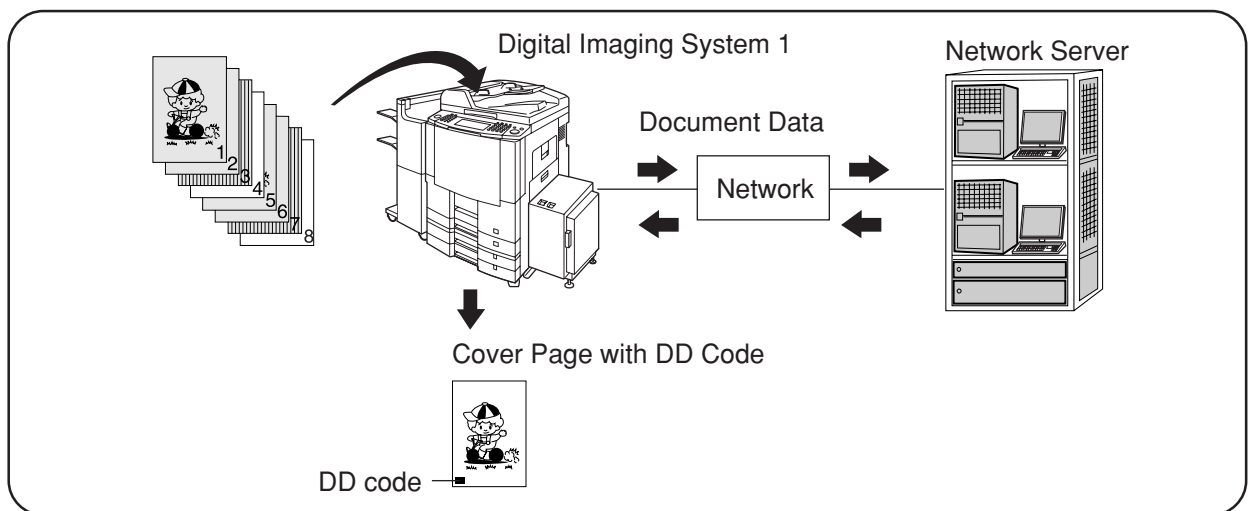 Digital Imaging System 1
Network Server
1
2
3
4
5
6
7
8
Document Data
Network
Cover Page with DD Code
DD code